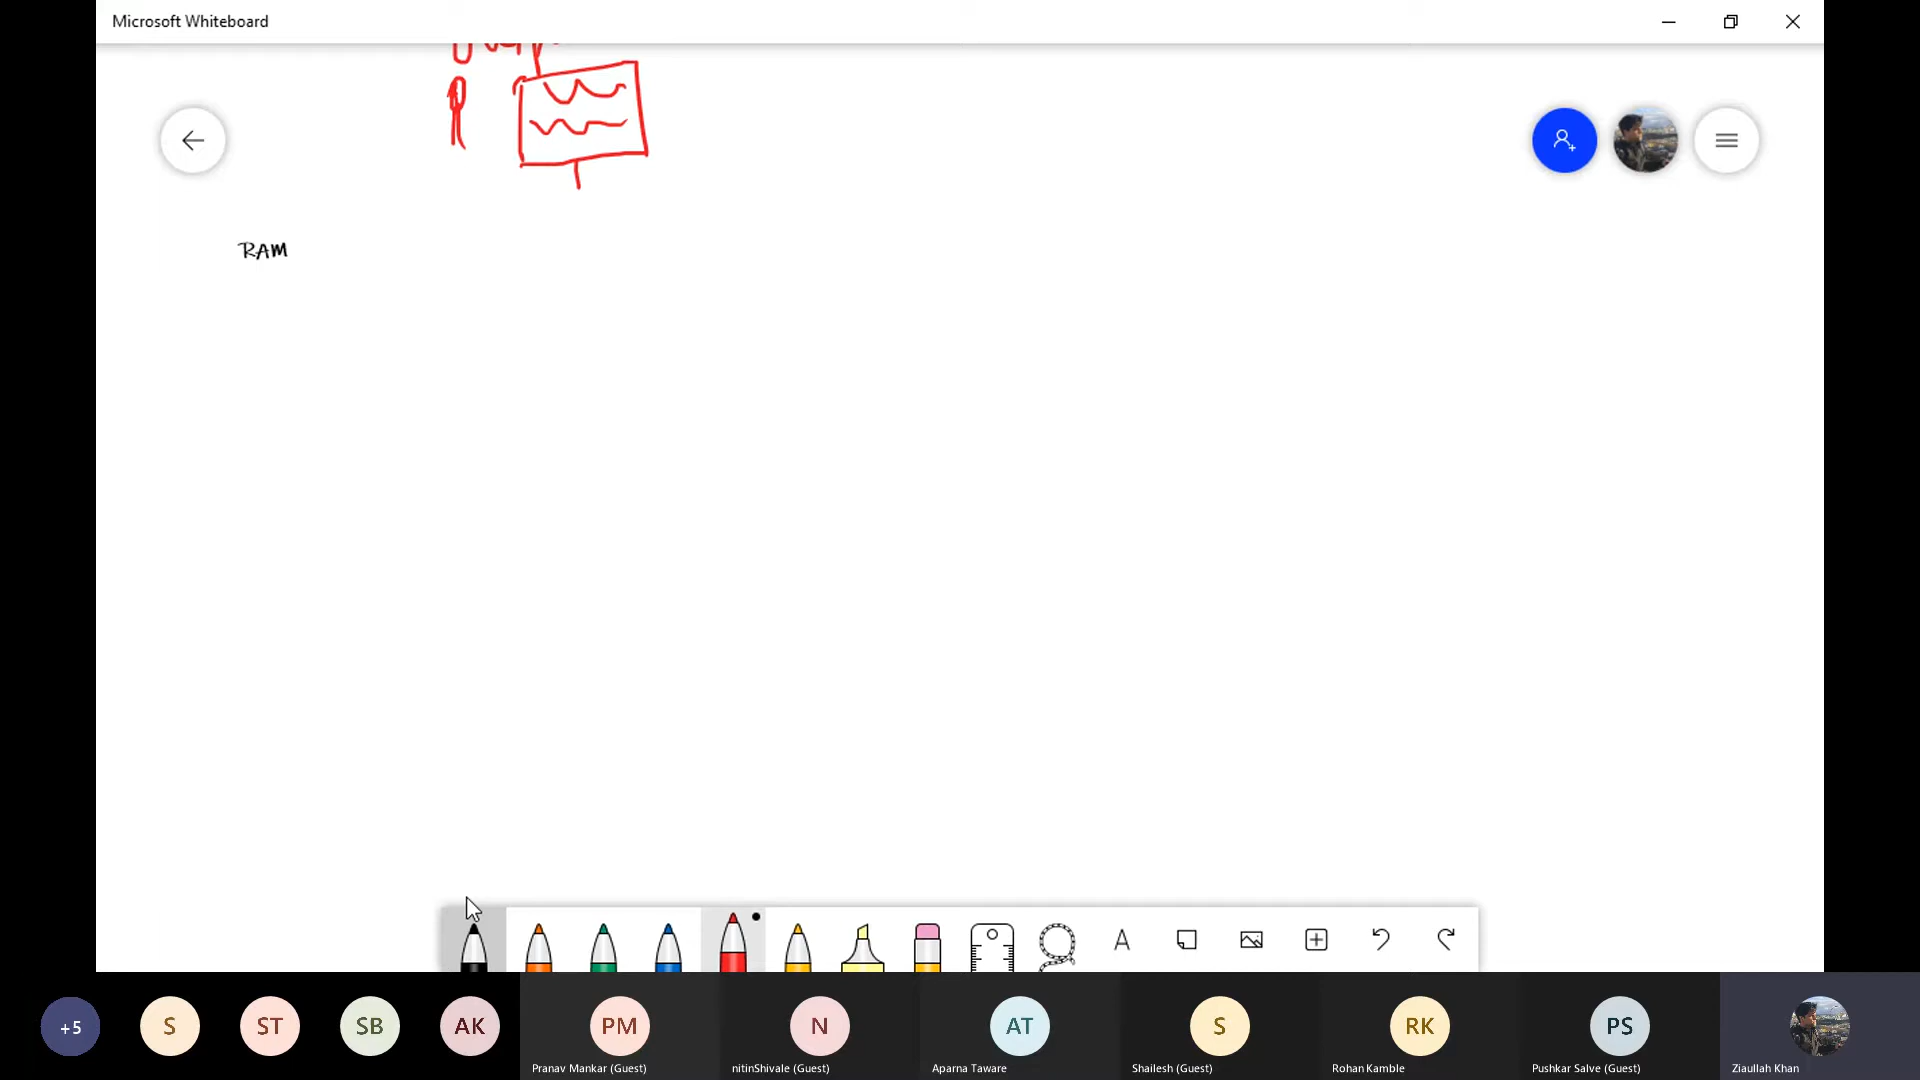 Microsoft Whiteboard
RAM
A
+5
S
ST
SB
AK
PM
N
AT
S
RK
PS
Pranav Mankar (Guest)
nitinShivale (Guest)
Aparna Taware
Shailesh (Guest)
Rohan Kamble
Pushkar Salve (Guest)
Ziaullah Khan